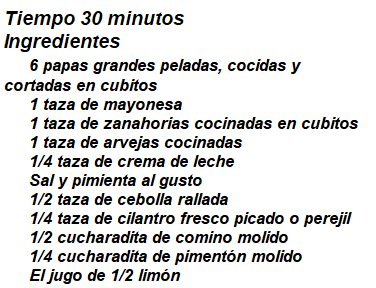 Tiempo 30 minutos
Ingredientes
6 papas grandes peladas, cocidas y
cortadas en cubitos
1 taza de mayonesa
1 taza de zanahorias cocinadas en cubitos
1 taza de arvejas cocinadas
1/4 taza de crema de leche
Sal y pimienta al gusto
1/2 taza de cebolla rallada
1/4 taza de cilantro fresco picado o perejil
1/2 cucharadita de comino molido
1/4 cucharadita de pimentón molido
El jugo de 1/2 limón